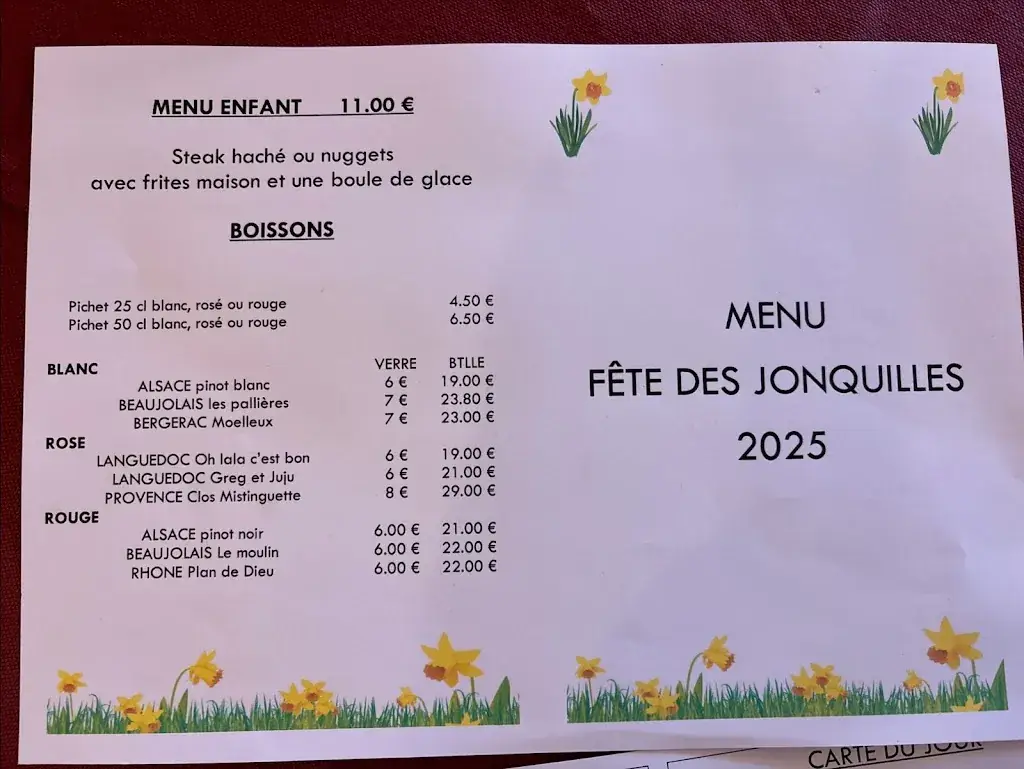 MENU ENFANT 11.00 €
Steak haché ou nuggets
avec frites maison et une boule de glace
BOISSONS
Pichet 25 cl blanc, rosé ou rouge 4.50 €
Pichet 50 cl blanc, rosé ou rouge 6.50 €
BLANC VERRE BTLLE
ALSACE pinot blanc 6 € 19.00 €
BEAUJOLAIS les pallières 7 € 23.80 €
BERGERAC Moelleux 7 € 23.00 €
ROSE
LANGUEDOC Oh lala c'est bon 6 € 19.00 €
LANGUEDOC Greg et Juju 6 € 21.00 €
PROVENCE Clos Mistinguette 8 € 29.00 €
ROUGE
ALSACE pinot noir 6.00 € 21.00 €
BEAUJOLAIS Le moulin 6.00 € 22.00 €
RHONE Plan de Dieu 6.00 € 22.00 €
MENU
FÊTE DES JONQUILLES
2025
CARTE DU JOUR